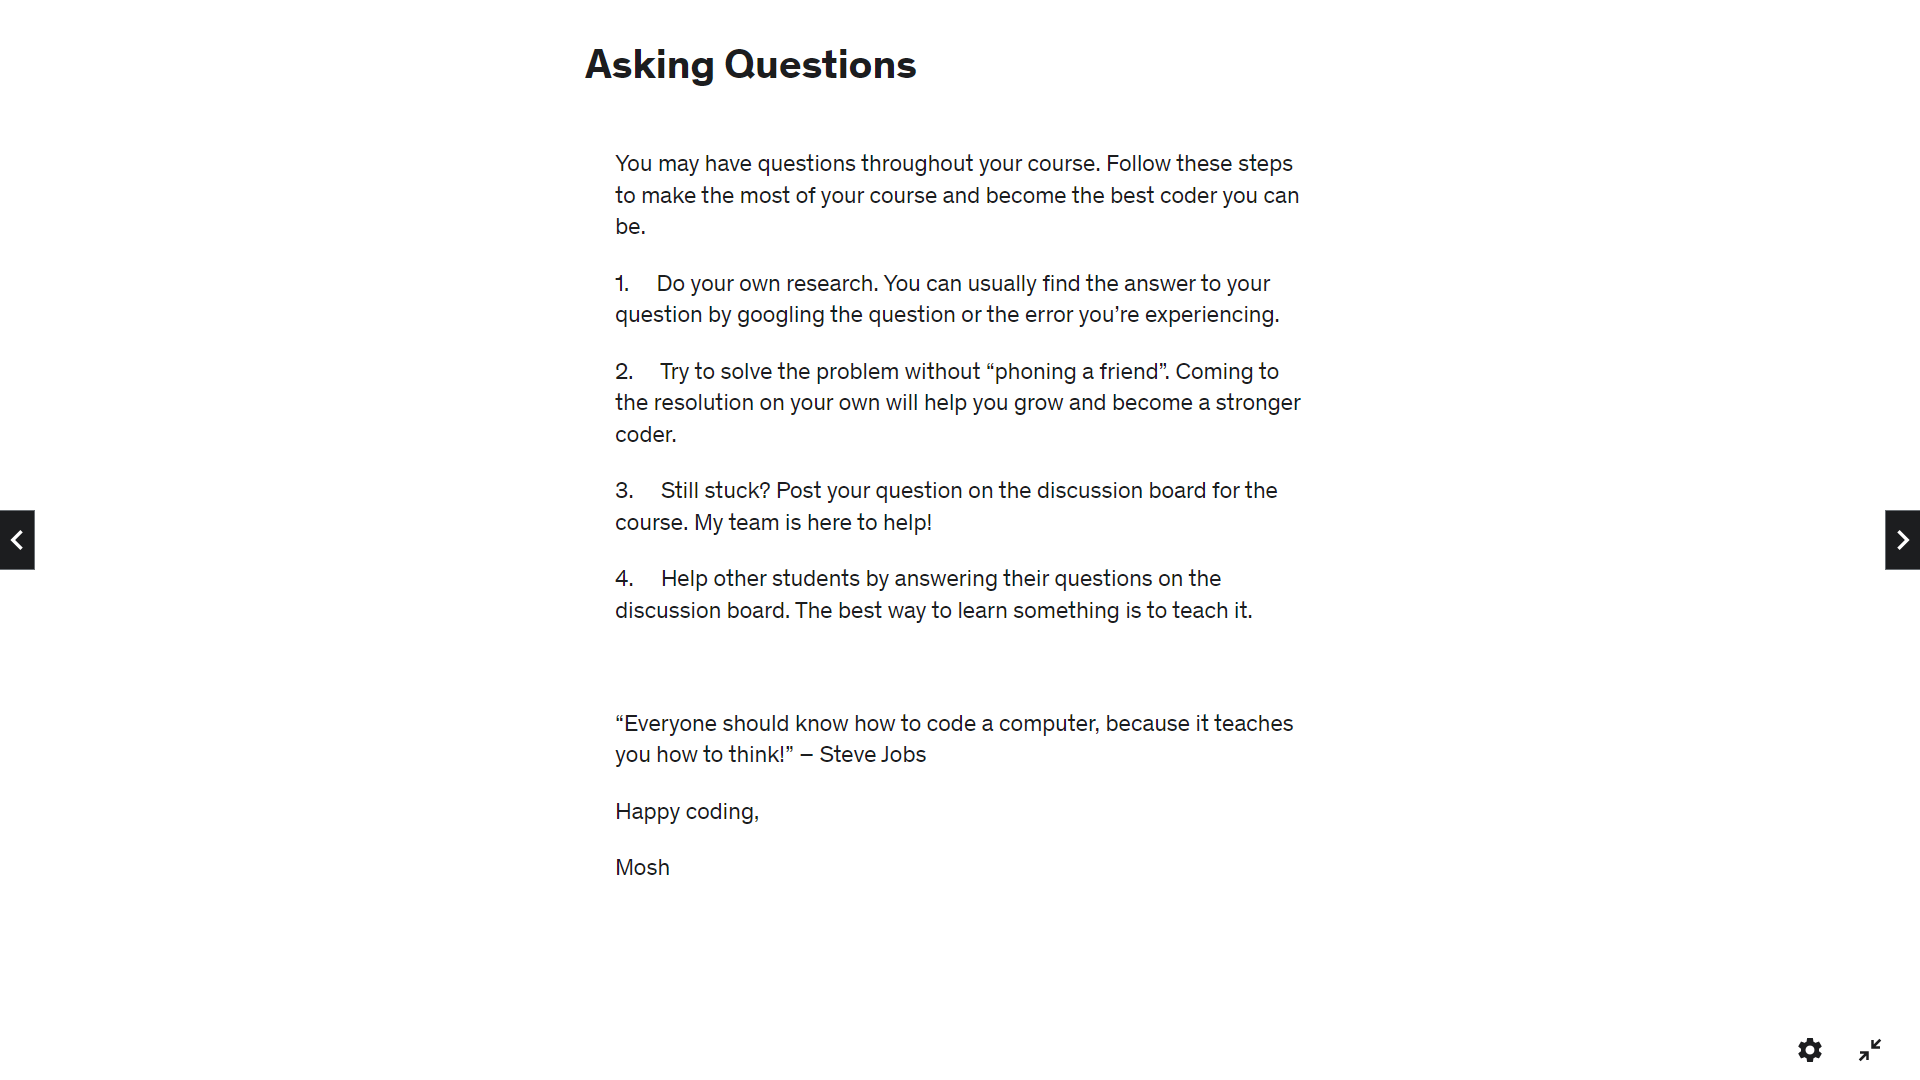 Asking Questions
You may have questions throughout your course. Follow these steps
to make the most of your course and become the best coder you can
be.
1. Do your own research. You can usually find the answer to your
question by googling the question or the error you’re experiencing.
2. Try to solve the problem without “phoning a friend”. Coming to
the resolution on your own will help you grow and become a stronger
coder.
3. Still stuck? Post your question on the discussion board for the
course. My team is here to help!
4. Help other students by answering their questions on the
discussion board. The best way to learn something is to teach it.
“Everyone should know how to code a computer, because it teaches
you how to think!” – Steve Jobs
Happy coding,
Mosh